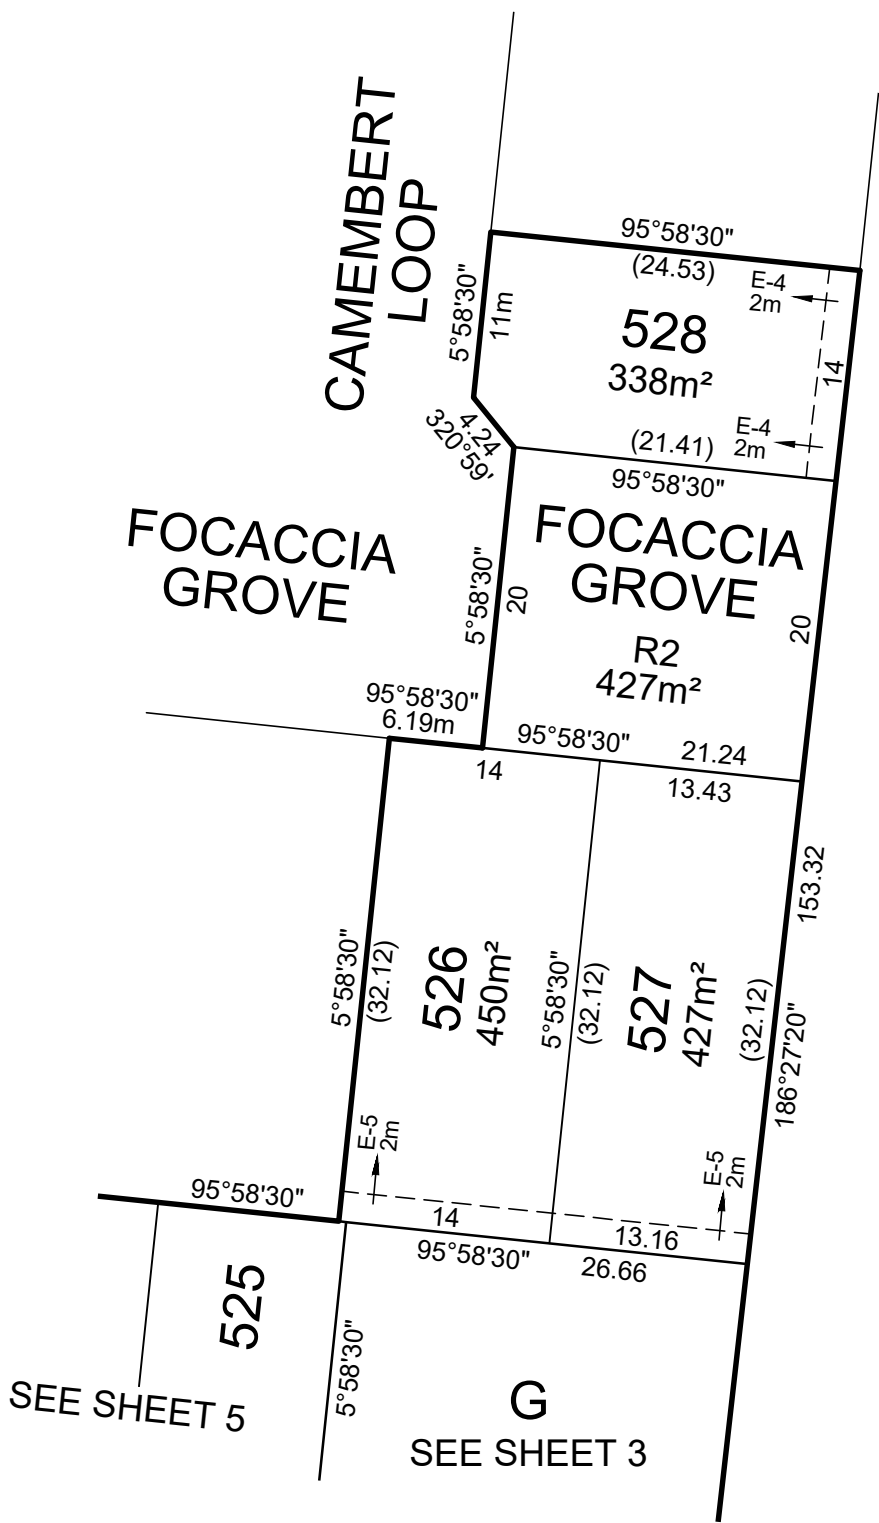 CAMEMBERT
LOOP
95°58'30"
(24.53)
E-4
2m
5°58'30"
11m
528
338m²
14
4.24
320°59'
(21.41)
E-4
2m
95°58'30"
FOCACCIA
GROVE
FOCACCIA
GROVE
5°58'30"
20
20
R2
427m²
95°58'30"
6.19m
95°58'30"
21.24
14
13.43
153.32
5°58'30"
(32.12)
526
450m²
5°58'30"
(32.12)
527
427m²
(32.12)
186°27'20"
E-5
2m
E-5
2m
95°58'30"
14
13.16
95°58'30"
26.66
525
5°58'30"
SEE SHEET 5
G
SEE SHEET 3